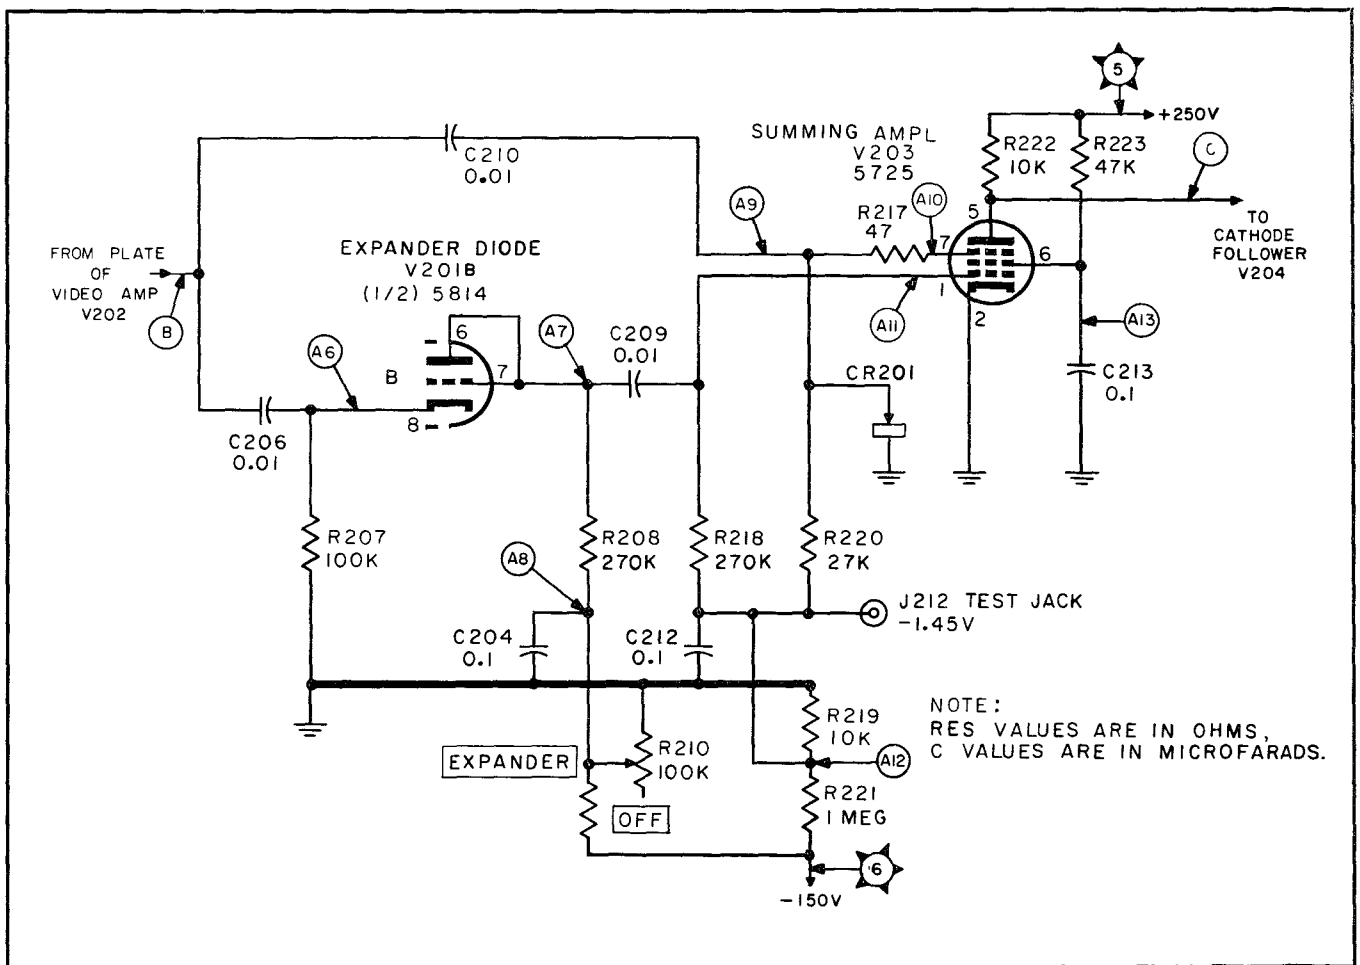 5
+250V
SUMMING AMPL
V203
5725
R222
10K
R223
47K
C
C210
0.01
A9
R217
47
A10
5
7
6
1
2
TO
CATHODE
FOLLOWER
V204
FROM PLATE
OF
VIDEO AMP
V202
B
EXPANDER DIODE
V201B
(1/2) 5814
6
B
7
8
A6
A7
C209
0.01
A11
A13
CR201
C213
0.1
C206
0.01
R207
100K
R208
270K
R218
270K
R220
27K
A8
J212 TEST JACK
-1.45V
C204
0.1
C212
0.1
R219
10K
NOTE:
RES VALUES ARE IN OHMS,
C VALUES ARE IN MICROFARADS.
EXPANDER
R210
100K
A12
OFF
R221
1 MEG
6
-150V